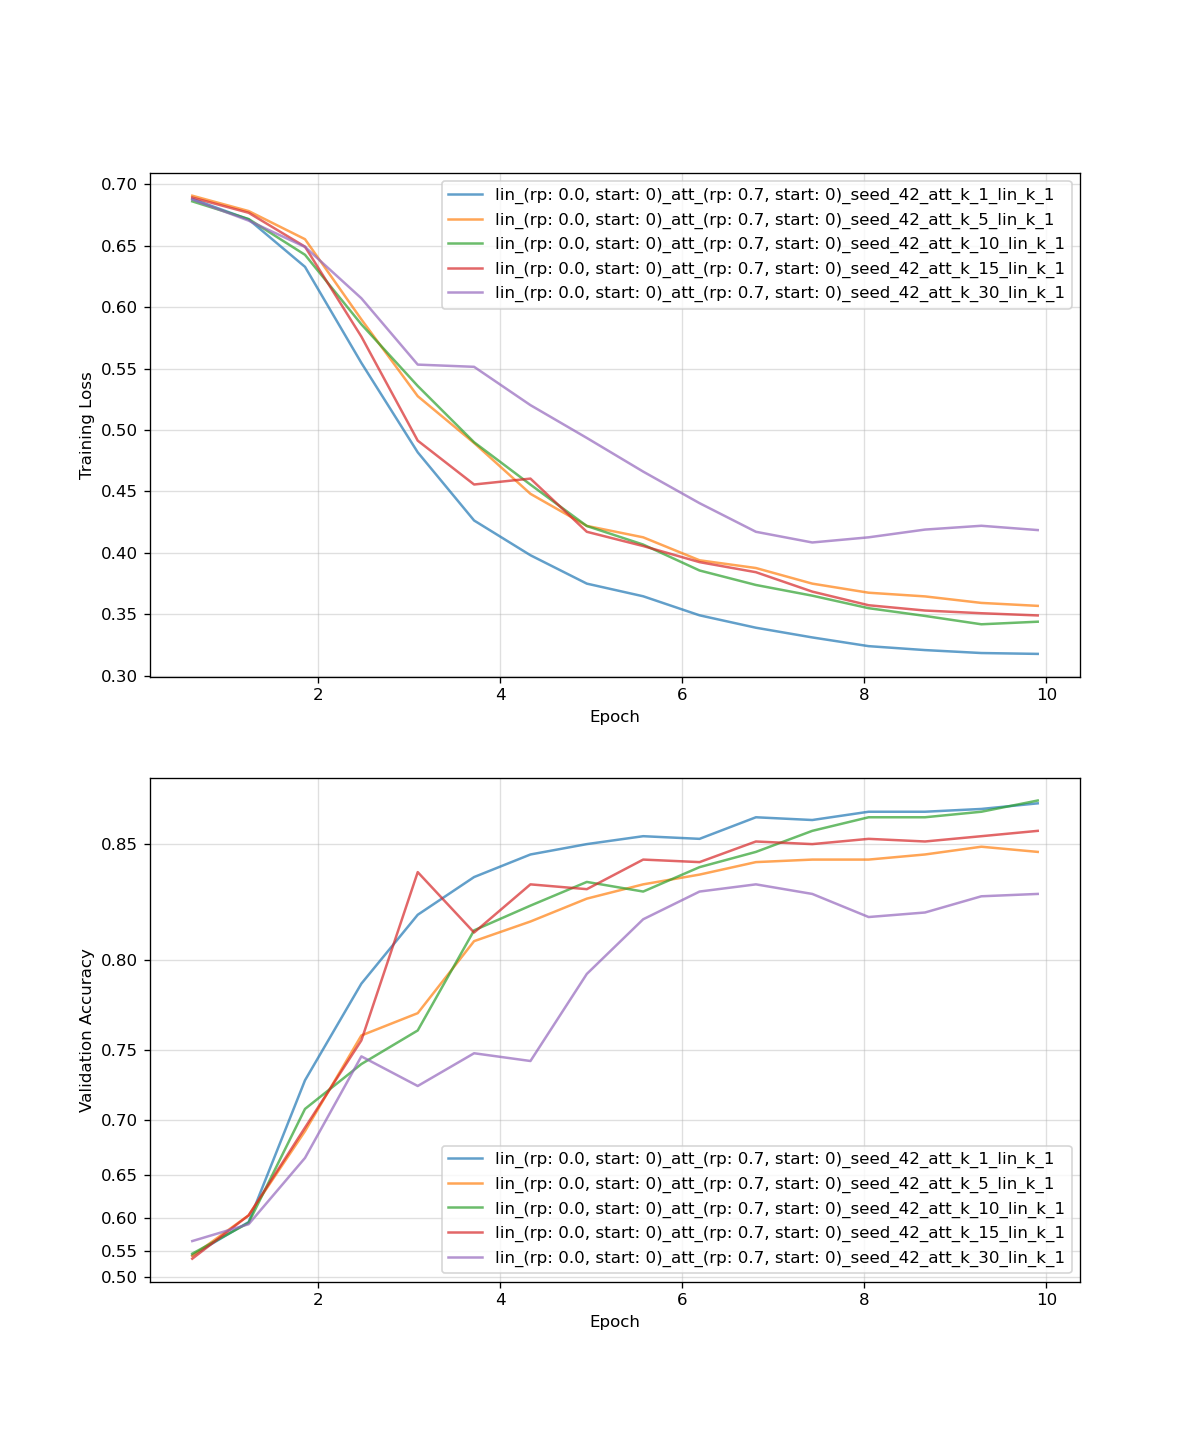 0.70
0.65
0.60
0.55
0.50
0.45
0.40
0.35
0.30
Training Loss
lin_(rp: 0.0, start: 0)_att_(rp: 0.7, start: 0)_seed_42_att_k_1_lin_k_1
lin_(rp: 0.0, start: 0)_att_(rp: 0.7, start: 0)_seed_42_att_k_5_lin_k_1
lin_(rp: 0.0, start: 0)_att_(rp: 0.7, start: 0)_seed_42_att_k_10_lin_k_1
lin_(rp: 0.0, start: 0)_att_(rp: 0.7, start: 0)_seed_42_att_k_15_lin_k_1
lin_(rp: 0.0, start: 0)_att_(rp: 0.7, start: 0)_seed_42_att_k_30_lin_k_1
2 4 6 8 10
Epoch
0.85
0.80
0.75
0.70
0.65
0.60
0.55
0.50
Validation Accuracy
lin_(rp: 0.0, start: 0)_att_(rp: 0.7, start: 0)_seed_42_att_k_1_lin_k_1
lin_(rp: 0.0, start: 0)_att_(rp: 0.7, start: 0)_seed_42_att_k_5_lin_k_1
lin_(rp: 0.0, start: 0)_att_(rp: 0.7, start: 0)_seed_42_att_k_10_lin_k_1
lin_(rp: 0.0, start: 0)_att_(rp: 0.7, start: 0)_seed_42_att_k_15_lin_k_1
lin_(rp: 0.0, start: 0)_att_(rp: 0.7, start: 0)_seed_42_att_k_30_lin_k_1
2 4 6 8 10
Epoch